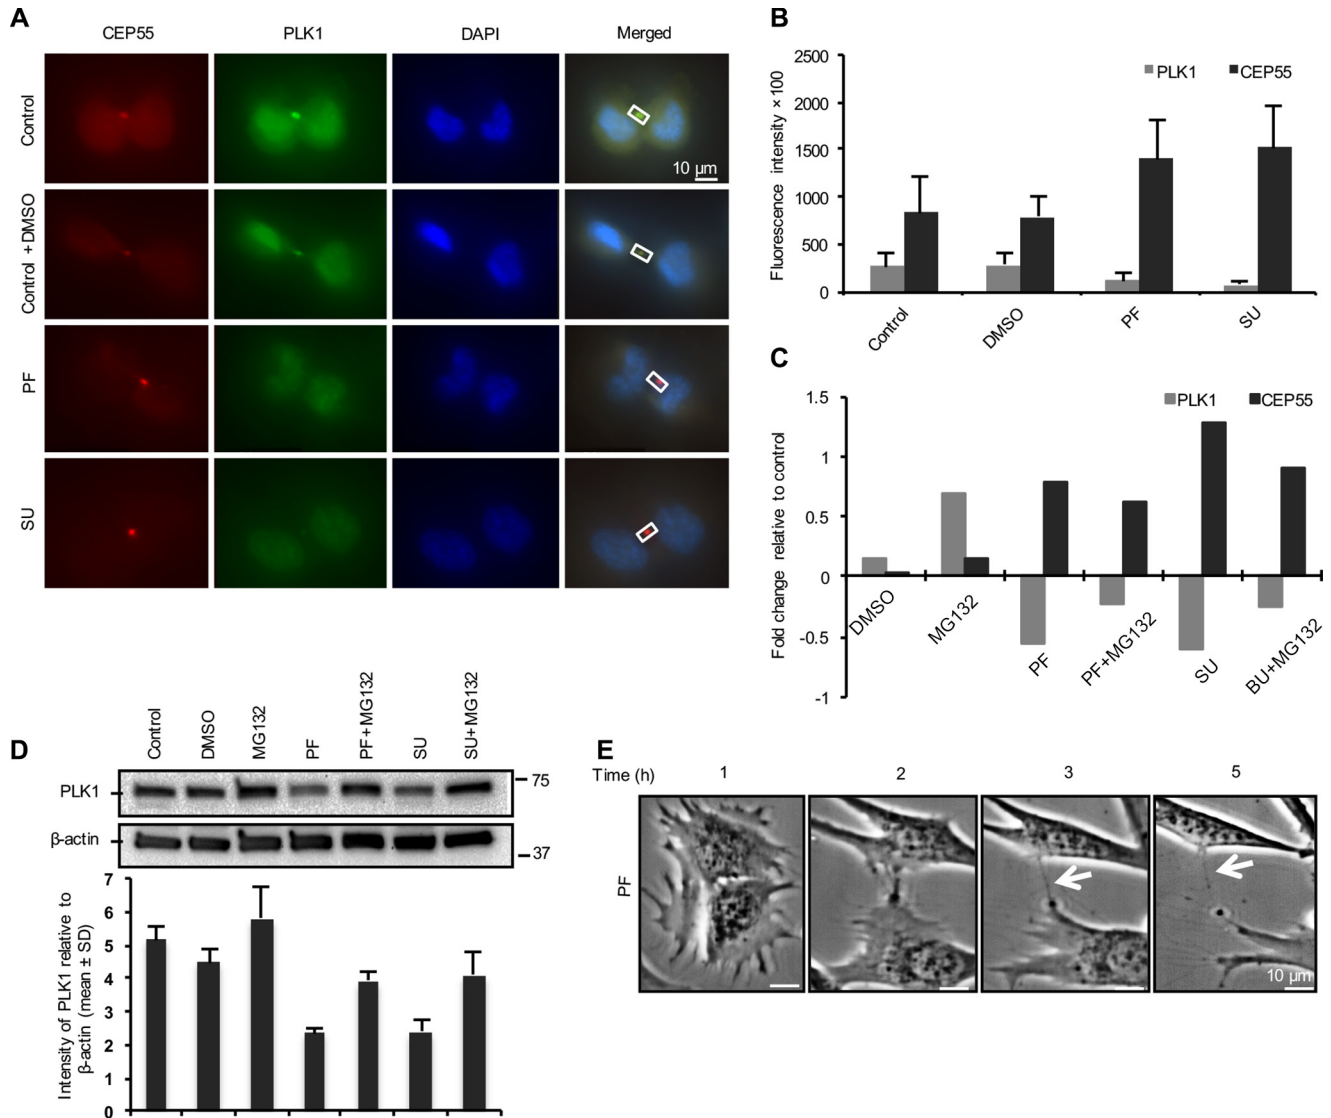 A
CEP55 PLK1 DAPI Merged
Control
10 µm
Control +DMSO
PF
SU
B
2500
2000
1500
1000
500
0
Fluorescence intensity × 100
PLK1 CEP55
Control DMSO PF SU
C
1.5
1
0.5
0
-0.5
-1
Fold change relative to control
PLK1 CEP55
DMSO MG132 PF PF+MG132 SU BU+MG132
D
Control DMSO MG132 PF PF+MG132 SU SU+MG132
PLK1 75
β-actin 37
7
6
5
4
3
2
1
0
Intensity of PLK1 relative to
β-actin (mean ± SD)
E
Time (h) 1 2 3 5
PF
10 µm